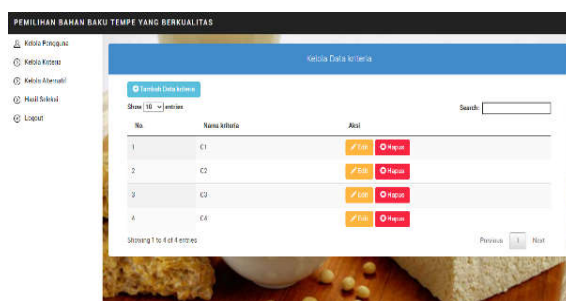 PEMILIHAN BAHAN BAKU TEMPE YANG BERKUALITAS
Kelola Pengguna
Kelola Kriteria
Kelola Alternatif
Hasil Seleksi
Logout
Kelola Data kriteria
Tambah Data kriteria
Show 10 entries
Search:
No. Nama kriteria Aksi
1 C1 Edit Hapus
2 C2 Edit Hapus
3 C3 Edit Hapus
4 C4 Edit Hapus
Showing 1 to 4 of 4 entries
Previous 1 Next